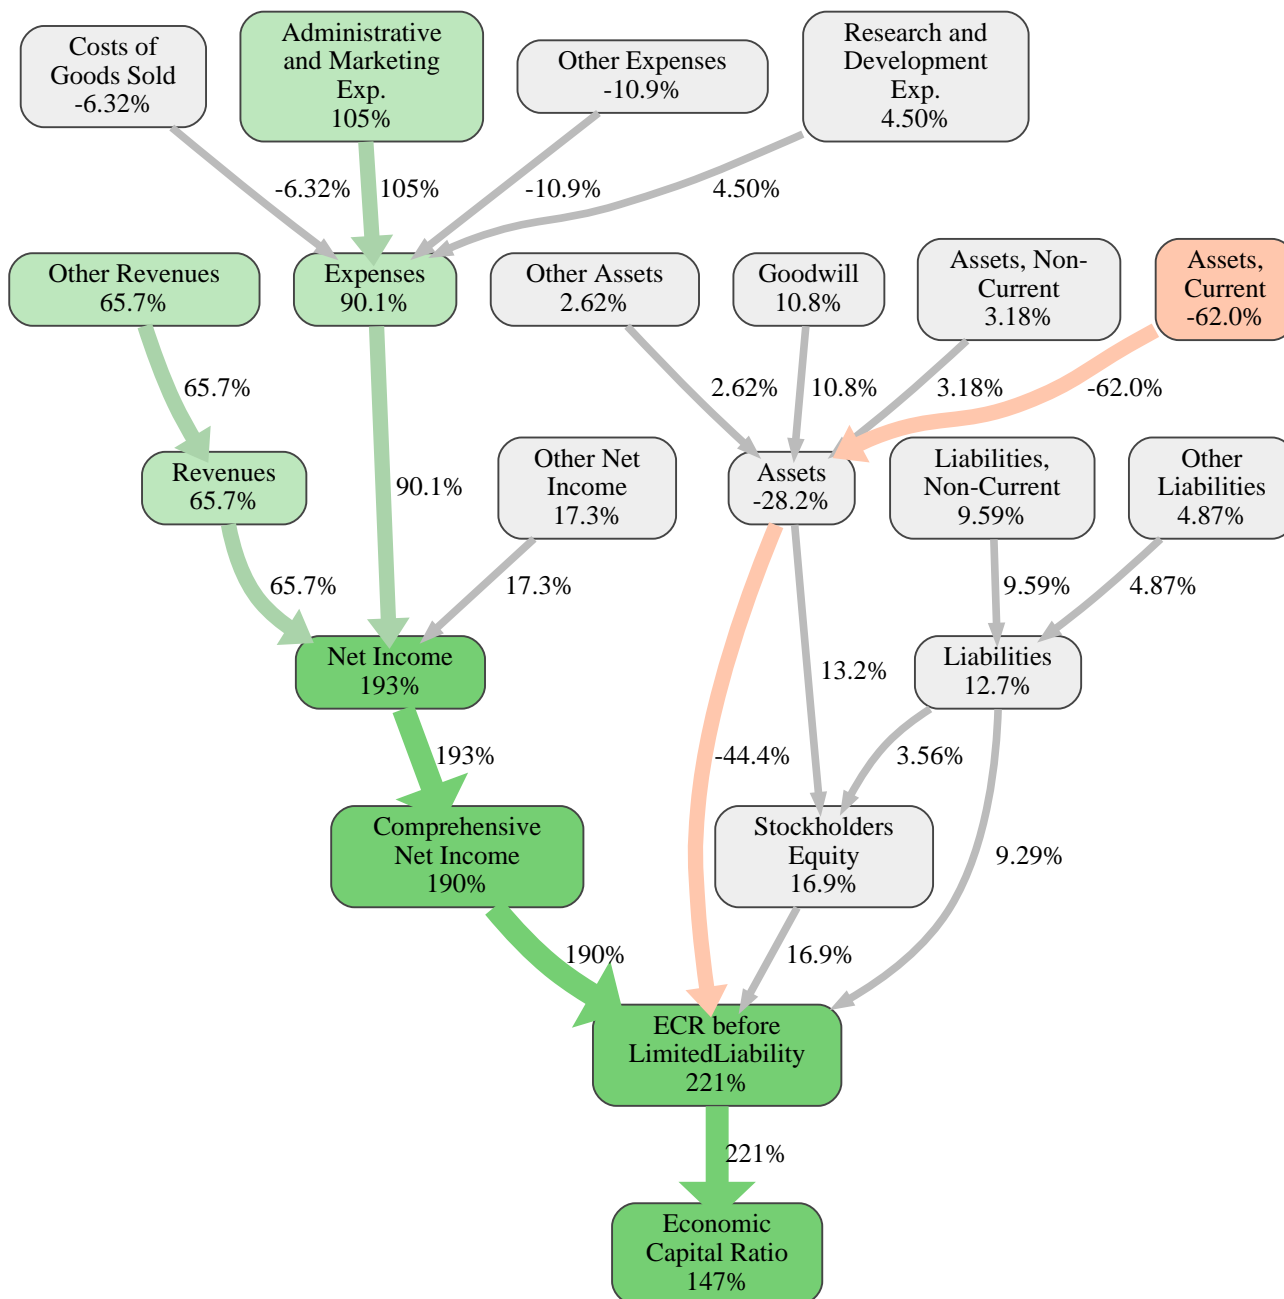 Costs of
Goods Sold
-6.32%
Administrative
and Marketing
Exp.
105%
Other Expenses
-10.9%
Research and
Development
Exp.
4.50%
-6.32%
105%
-10.9%
4.50%
Other Revenues
65.7%
Expenses
90.1%
Other Assets
2.62%
Goodwill
10.8%
Assets, Non-
Current
3.18%
Assets,
Current
-62.0%
65.7%
2.62%
10.8%
3.18%
-62.0%
Revenues
65.7%
90.1%
Other Net
Income
17.3%
Assets
-28.2%
Liabilities,
Non-Current
9.59%
Other
Liabilities
4.87%
65.7%
17.3%
9.59%
4.87%
Net Income
193%
13.2%
Liabilities
12.7%
193%
-44.4%
3.56%
Comprehensive
Net Income
190%
Stockholders
Equity
16.9%
9.29%
190%
16.9%
ECR before
LimitedLiability
221%
221%
Economic
Capital Ratio
147%